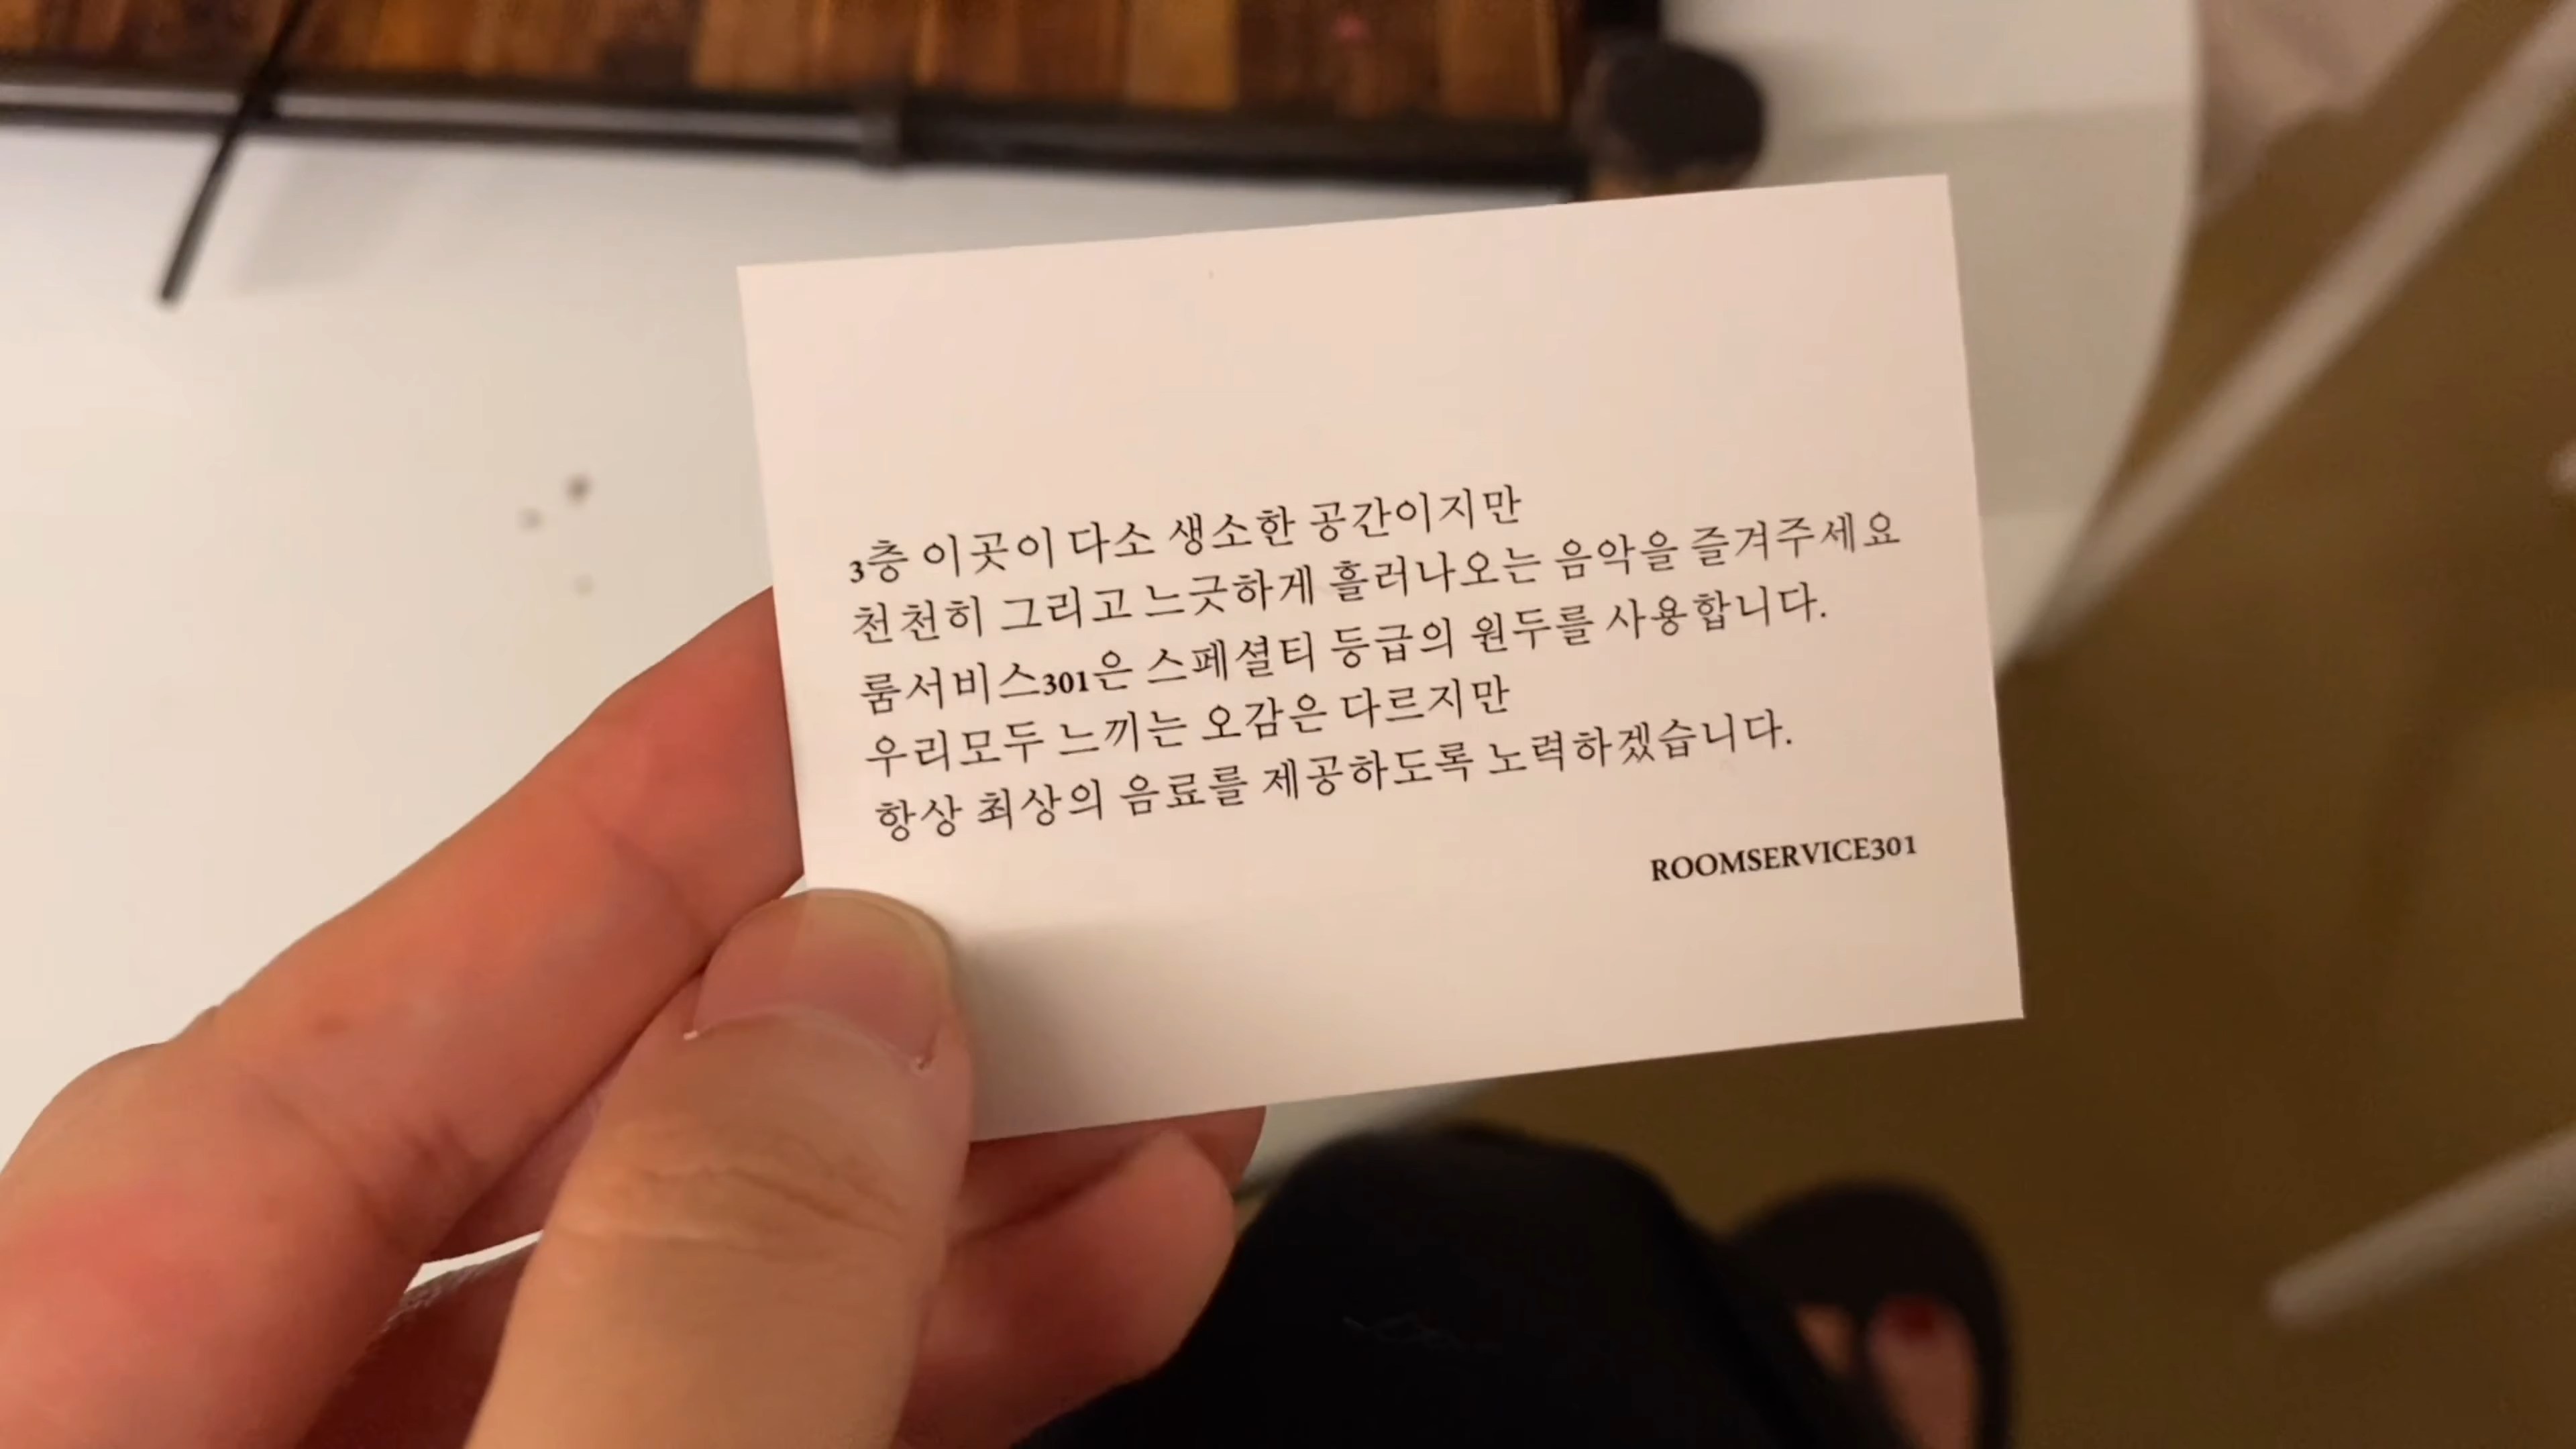 3층 이곳이 다소 생소한 공간이지만
천천히 그리고 느긋하게 흘러나오는 음악을 즐겨주세요
룸서비스301은 스페셜티 등급의 원두를 사용합니다.
우리모두 느끼는 오감은 다르지만
항상 최상의 음료를 제공하도록 노력하겠습니다.
ROOMSERVICE301